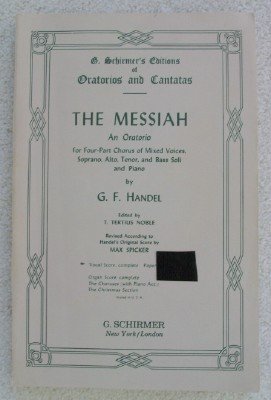 G. Schirmer's Editions
of
Oratorios and Cantatas
THE MESSIAH
An Oratorio
for Four-Part Chorus of Mixed Voices,
Soprano, Alto, Tenor, and Bass Soli
and Piano
by
G. F. HANDEL
Edited by
T. TERTIUS NOBLE
Revised According to
Handel's Original Score by
MAX SPICKER
Vocal Score, complete Paper
Organ Score, complete
The Choruses (with Piano Acc.)
The Christmas Section
G. SCHIRMER
New York/London